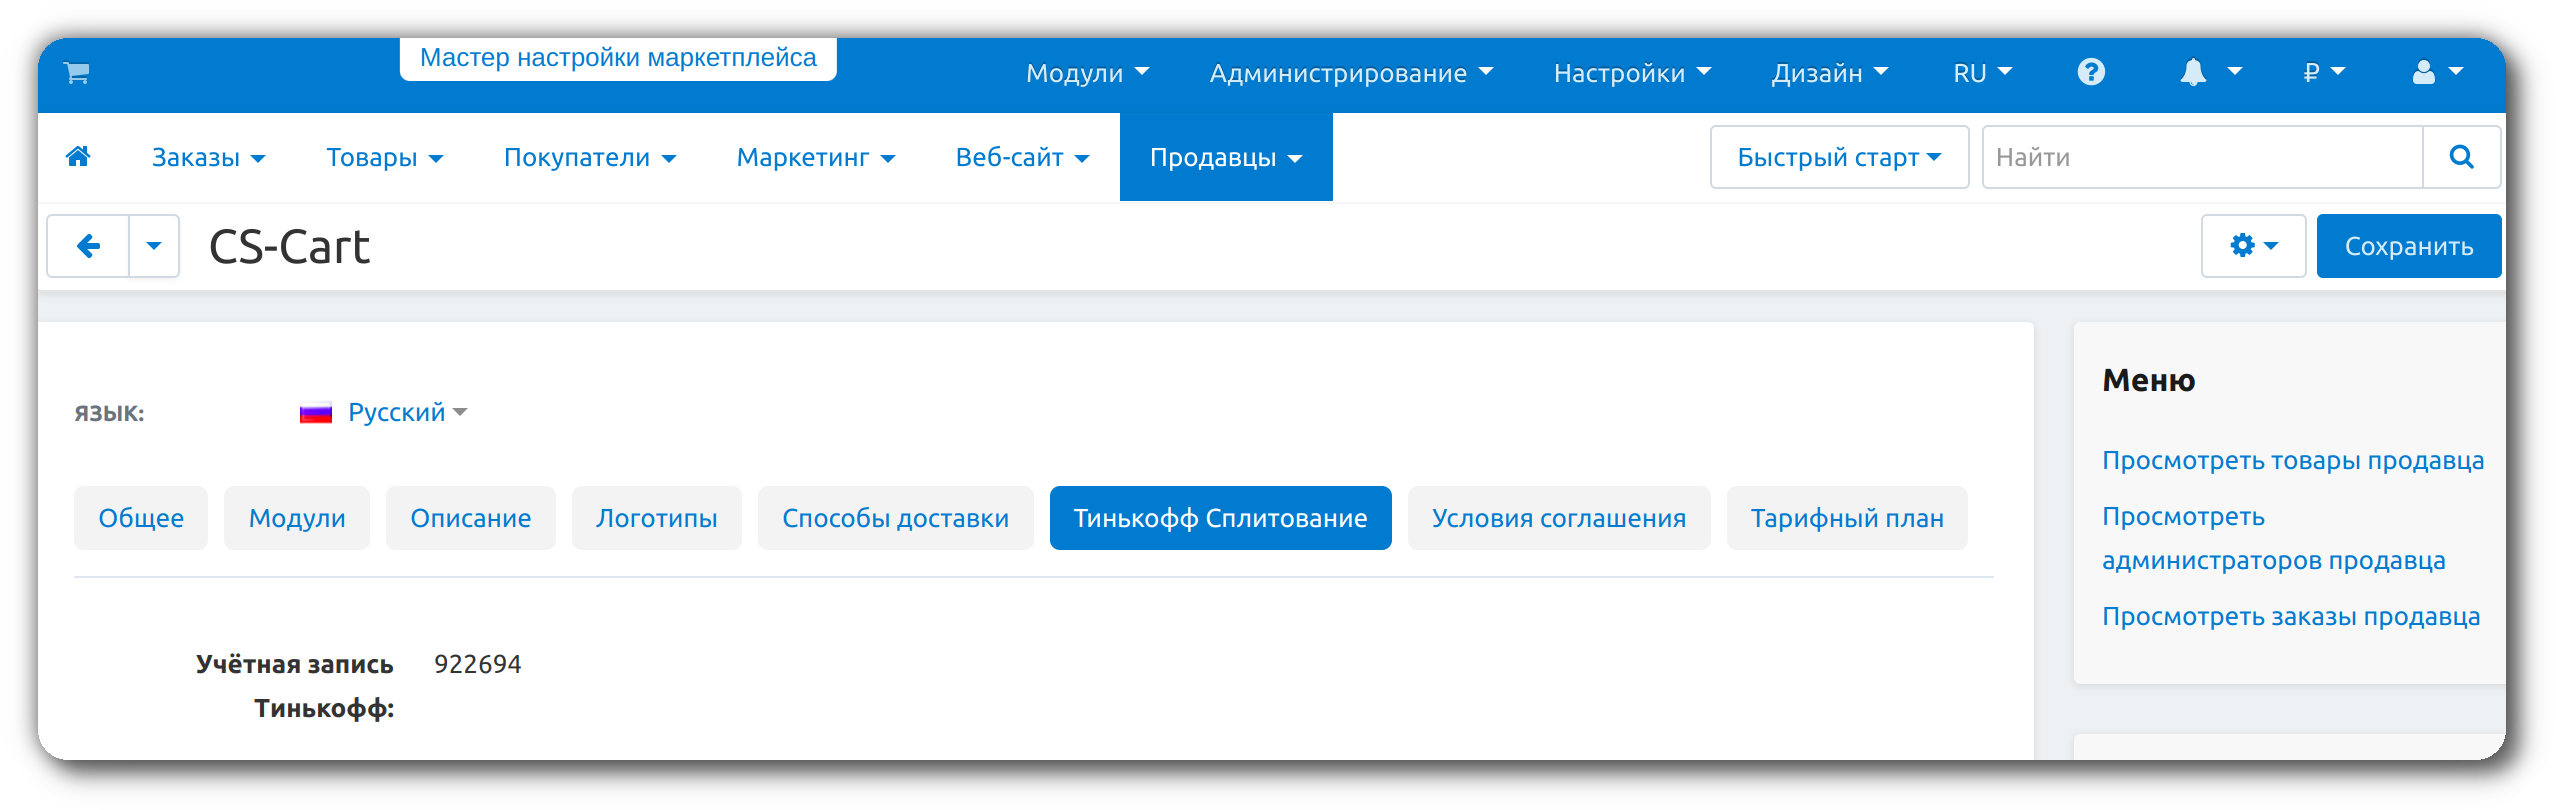 Мастер настройки маркетплейса
Модули Администрирование Настройки Дизайн RU ? ₽
Заказы Товары Покупатели Маркетинг Веб-сайт Продавцы Быстрый старт Найти
CS-Cart Сохранить
ЯЗЫК: Русский
Общее Модули Описание Логотипы Способы доставки Тинькофф Сплитование Условия соглашения Тарифный план
Учётная запись 922694
Тинькофф:
Меню
Просмотреть товары продавца
Просмотреть
администраторов продавца
Просмотреть заказы продавца